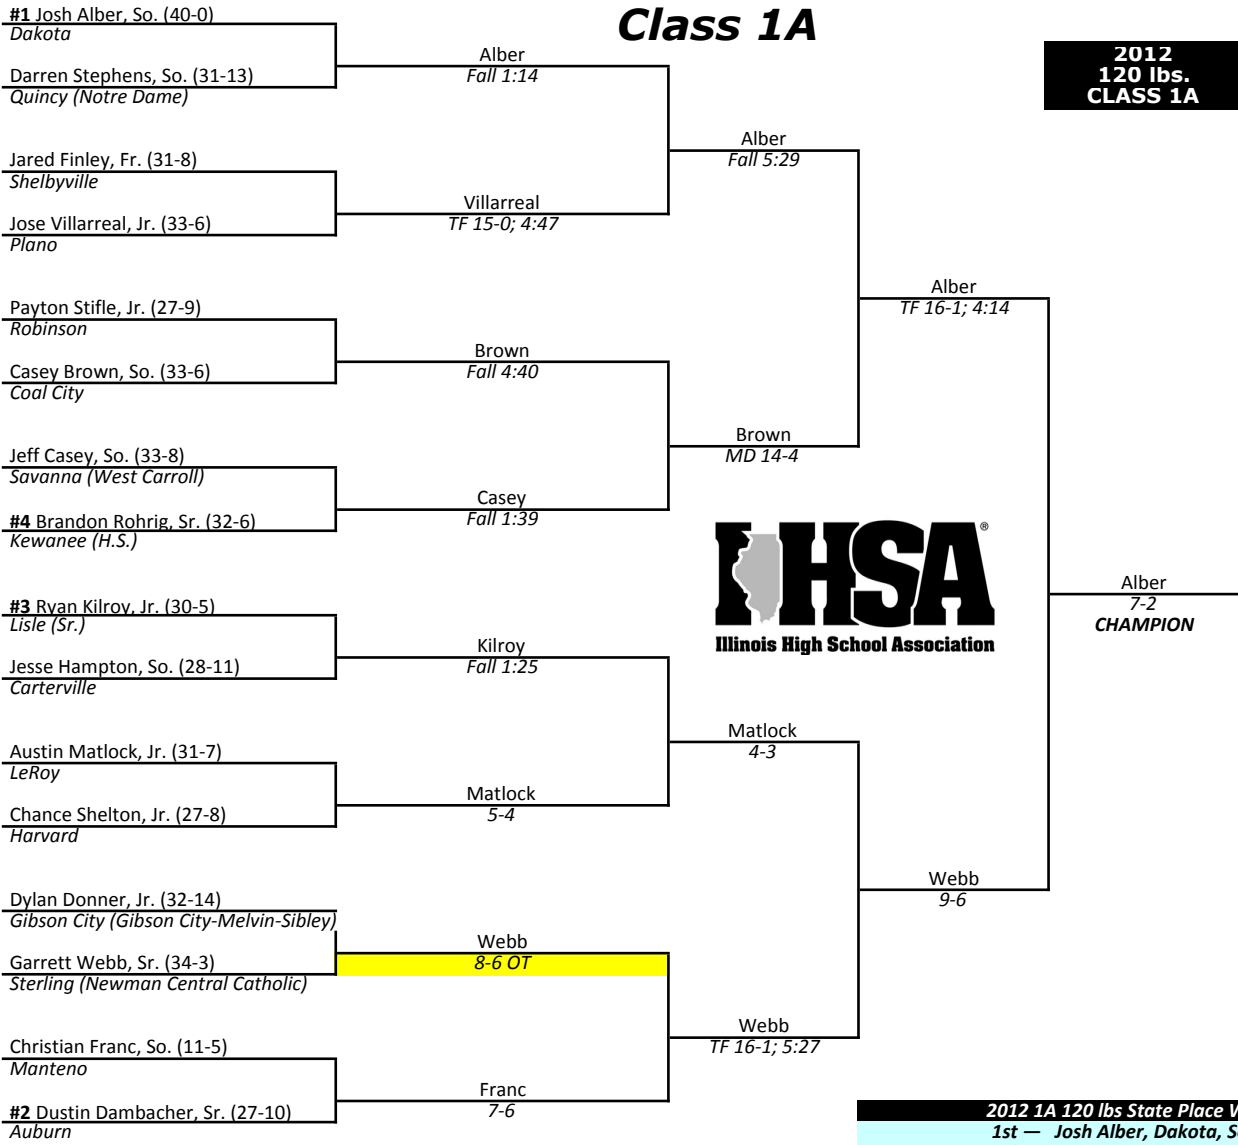 Class 1A
2012
120 lbs.
CLASS 1A
#1 Josh Alber, So. (40-0)
Dakota
Darren Stephens, So. (31-13)
Quincy (Notre Dame)
Jared Finley, Fr. (31-8)
Shelbyville
Jose Villarreal, Jr. (33-6)
Plano
Payton Stifle, Jr. (27-9)
Robinson
Casey Brown, So. (33-6)
Coal City
Jeff Casey, So. (33-8)
Savanna (West Carroll)
#4 Brandon Rohrig, Sr. (32-6)
Kewanee (H.S.)
#3 Ryan Kilroy, Jr. (30-5)
Lisle (Sr.)
Jesse Hampton, So. (28-11)
Carterville
Austin Matlock, Jr. (31-7)
LeRoy
Chance Shelton, Jr. (27-8)
Harvard
Dylan Donner, Jr. (32-14)
Gibson City (Gibson City-Melvin-Sibley)
Garrett Webb, Sr. (34-3)
Sterling (Newman Central Catholic)
Christian Franc, So. (11-5)
Manteno
#2 Dustin Dambacher, Sr. (27-10)
Auburn
Alber
Fall 1:14
Villarreal
TF 15-0; 4:47
Brown
Fall 4:40
Casey
Fall 1:39
Kilroy
Fall 1:25
Matlock
5-4
Webb
8-6 OT
Franc
7-6
Alber
Fall 5:29
Brown
MD 14-4
Matlock
4-3
Webb
TF 16-1; 5:27
Alber
TF 16-1; 4:14
Webb
9-6
Alber
7-2
CHAMPION
IHSA®
Illinois High School Association
2012 1A 120 lbs State Place
1st — Josh Alber, Dakota,